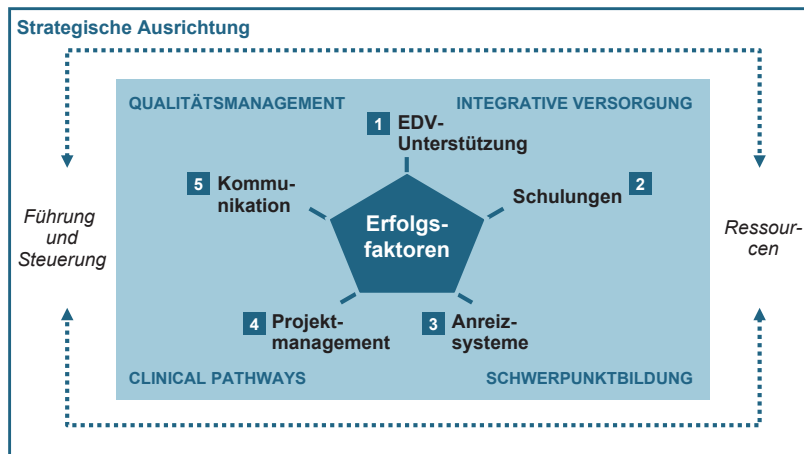 Strategische Ausrichtung
QUALITÄTSMANAGEMENT
INTEGRATIVE VERSORGUNG
1 EDV-
Unterstützung
5 Kommu-
nikation
Schulungen 2
Führung
und
Steuerung
Erfolgs-
faktoren
Ressour-
cen
4 Projekt-
management
3 Anreiz-
systeme
CLINICAL PATHWAYS
SCHWERPUNKTBILDUNG